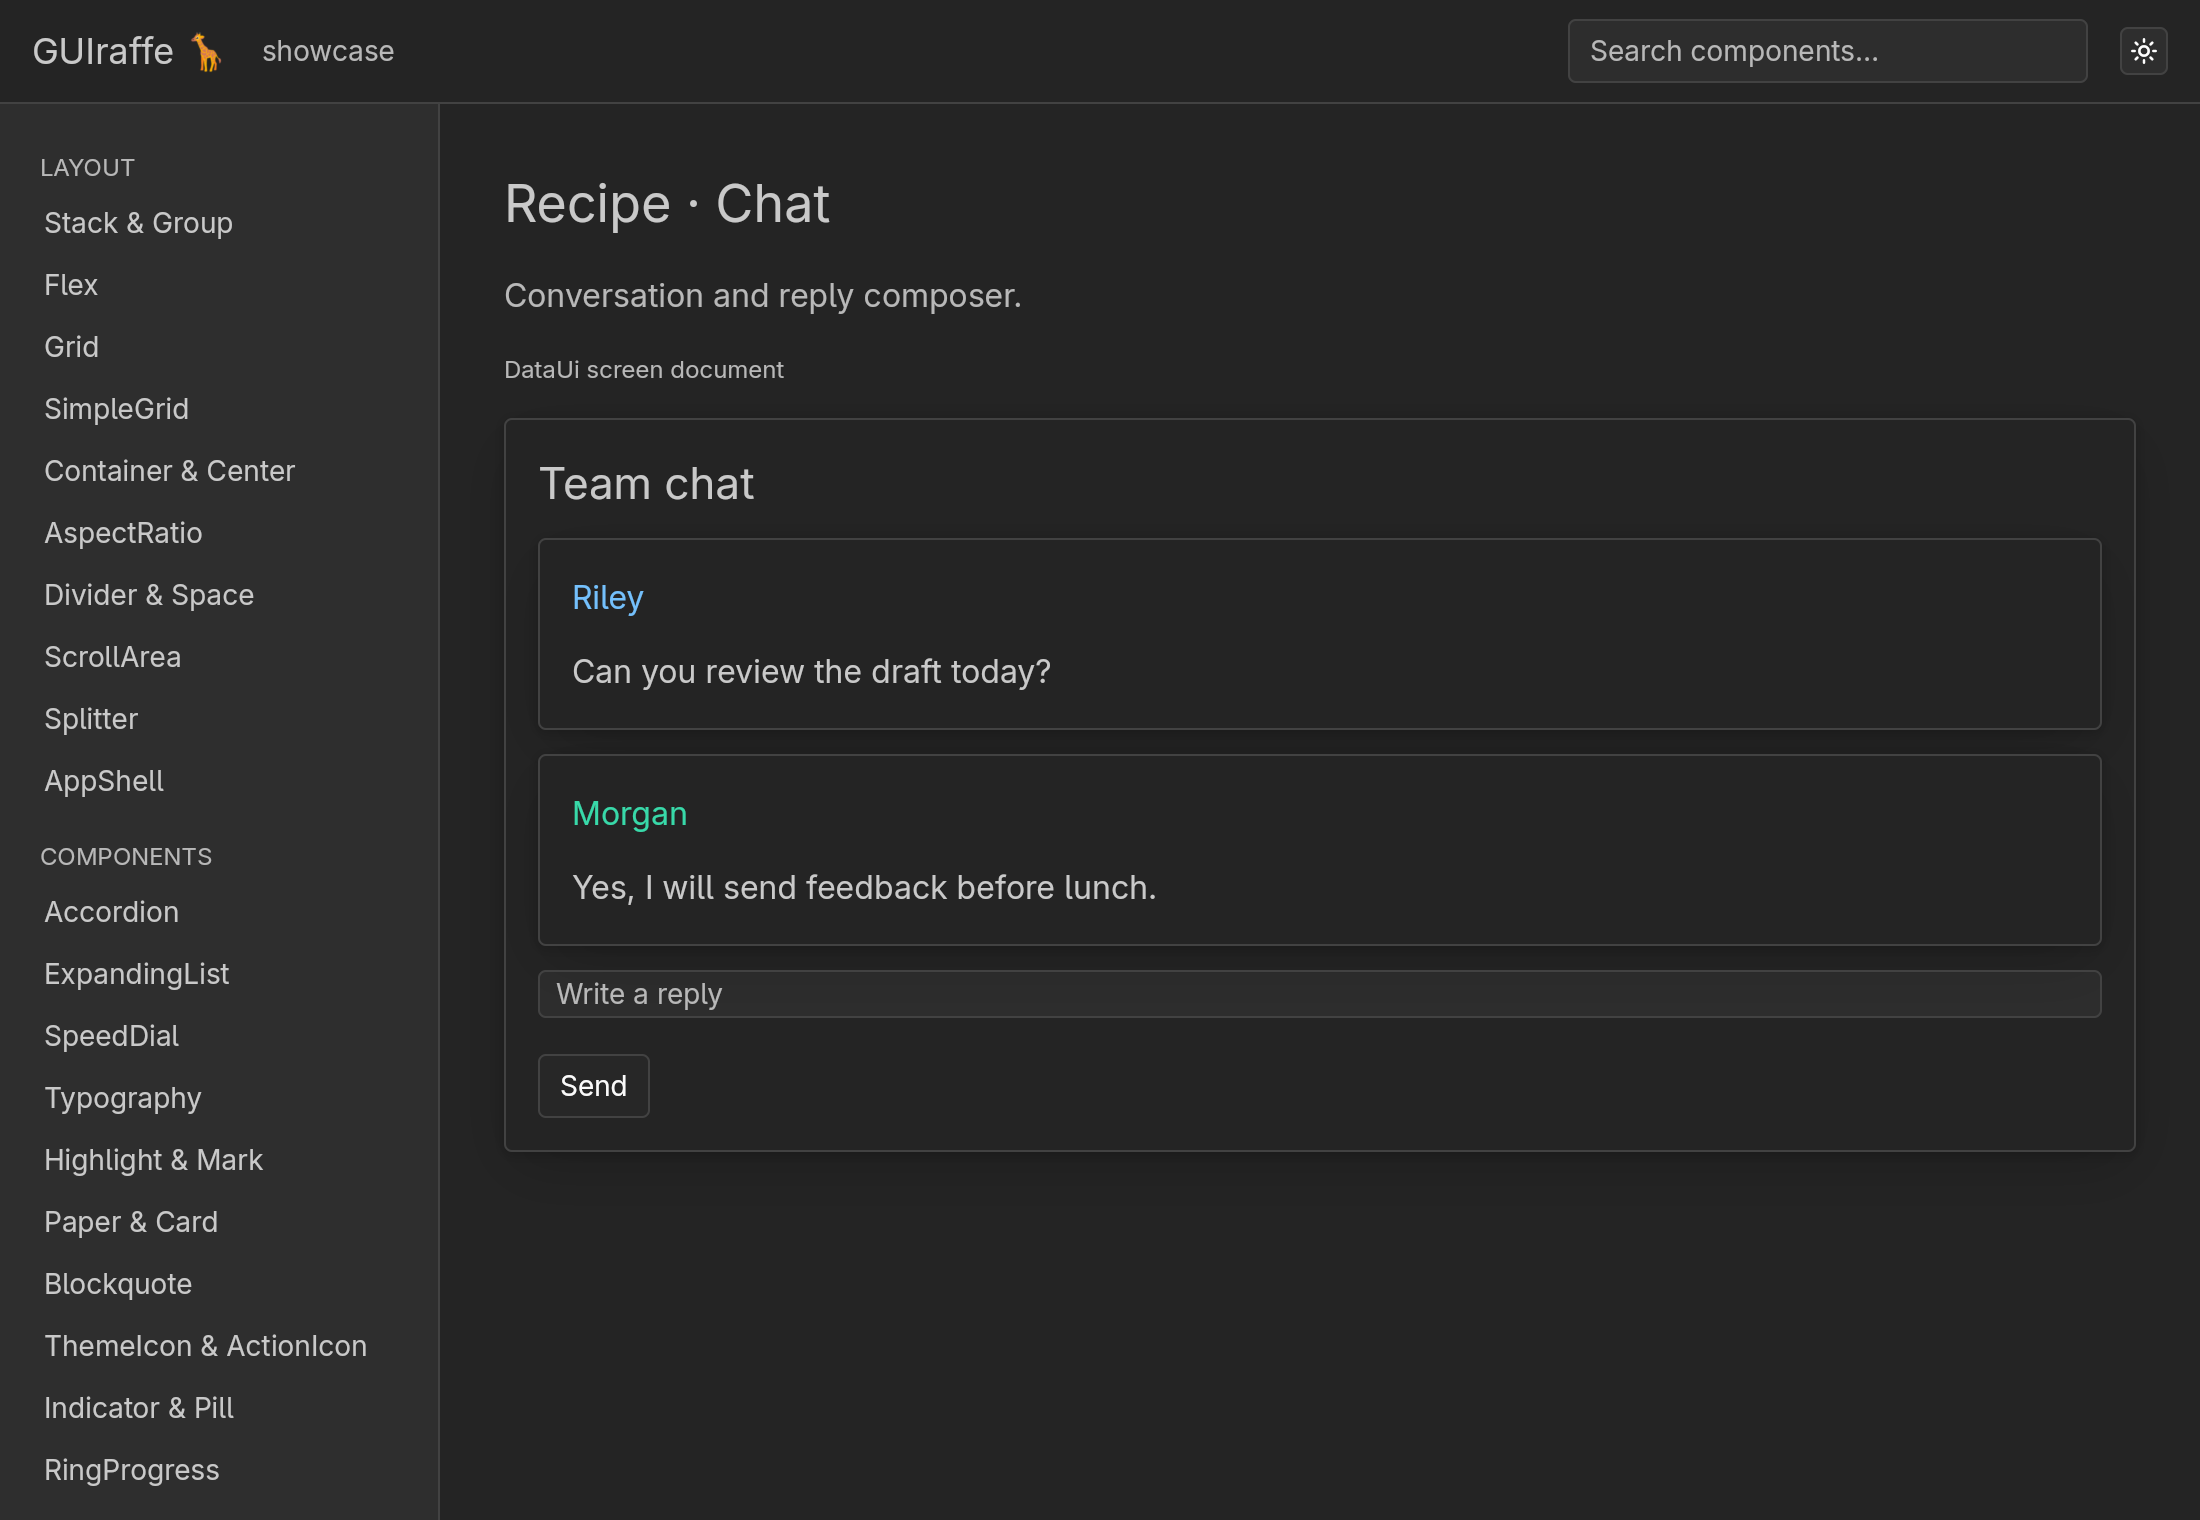 GUIraffe 🦒 showcase
Search components...
LAYOUT
Stack & Group
Flex
Grid
SimpleGrid
Container & Center
AspectRatio
Divider & Space
ScrollArea
Splitter
AppShell
COMPONENTS
Accordion
ExpandingList
SpeedDial
Typography
Highlight & Mark
Paper & Card
Blockquote
ThemeIcon & ActionIcon
Indicator & Pill
RingProgress
Recipe · Chat
Conversation and reply composer.
DataUi screen document
Team chat
Riley
Can you review the draft today?
Morgan
Yes, I will send feedback before lunch.
Write a reply
Send